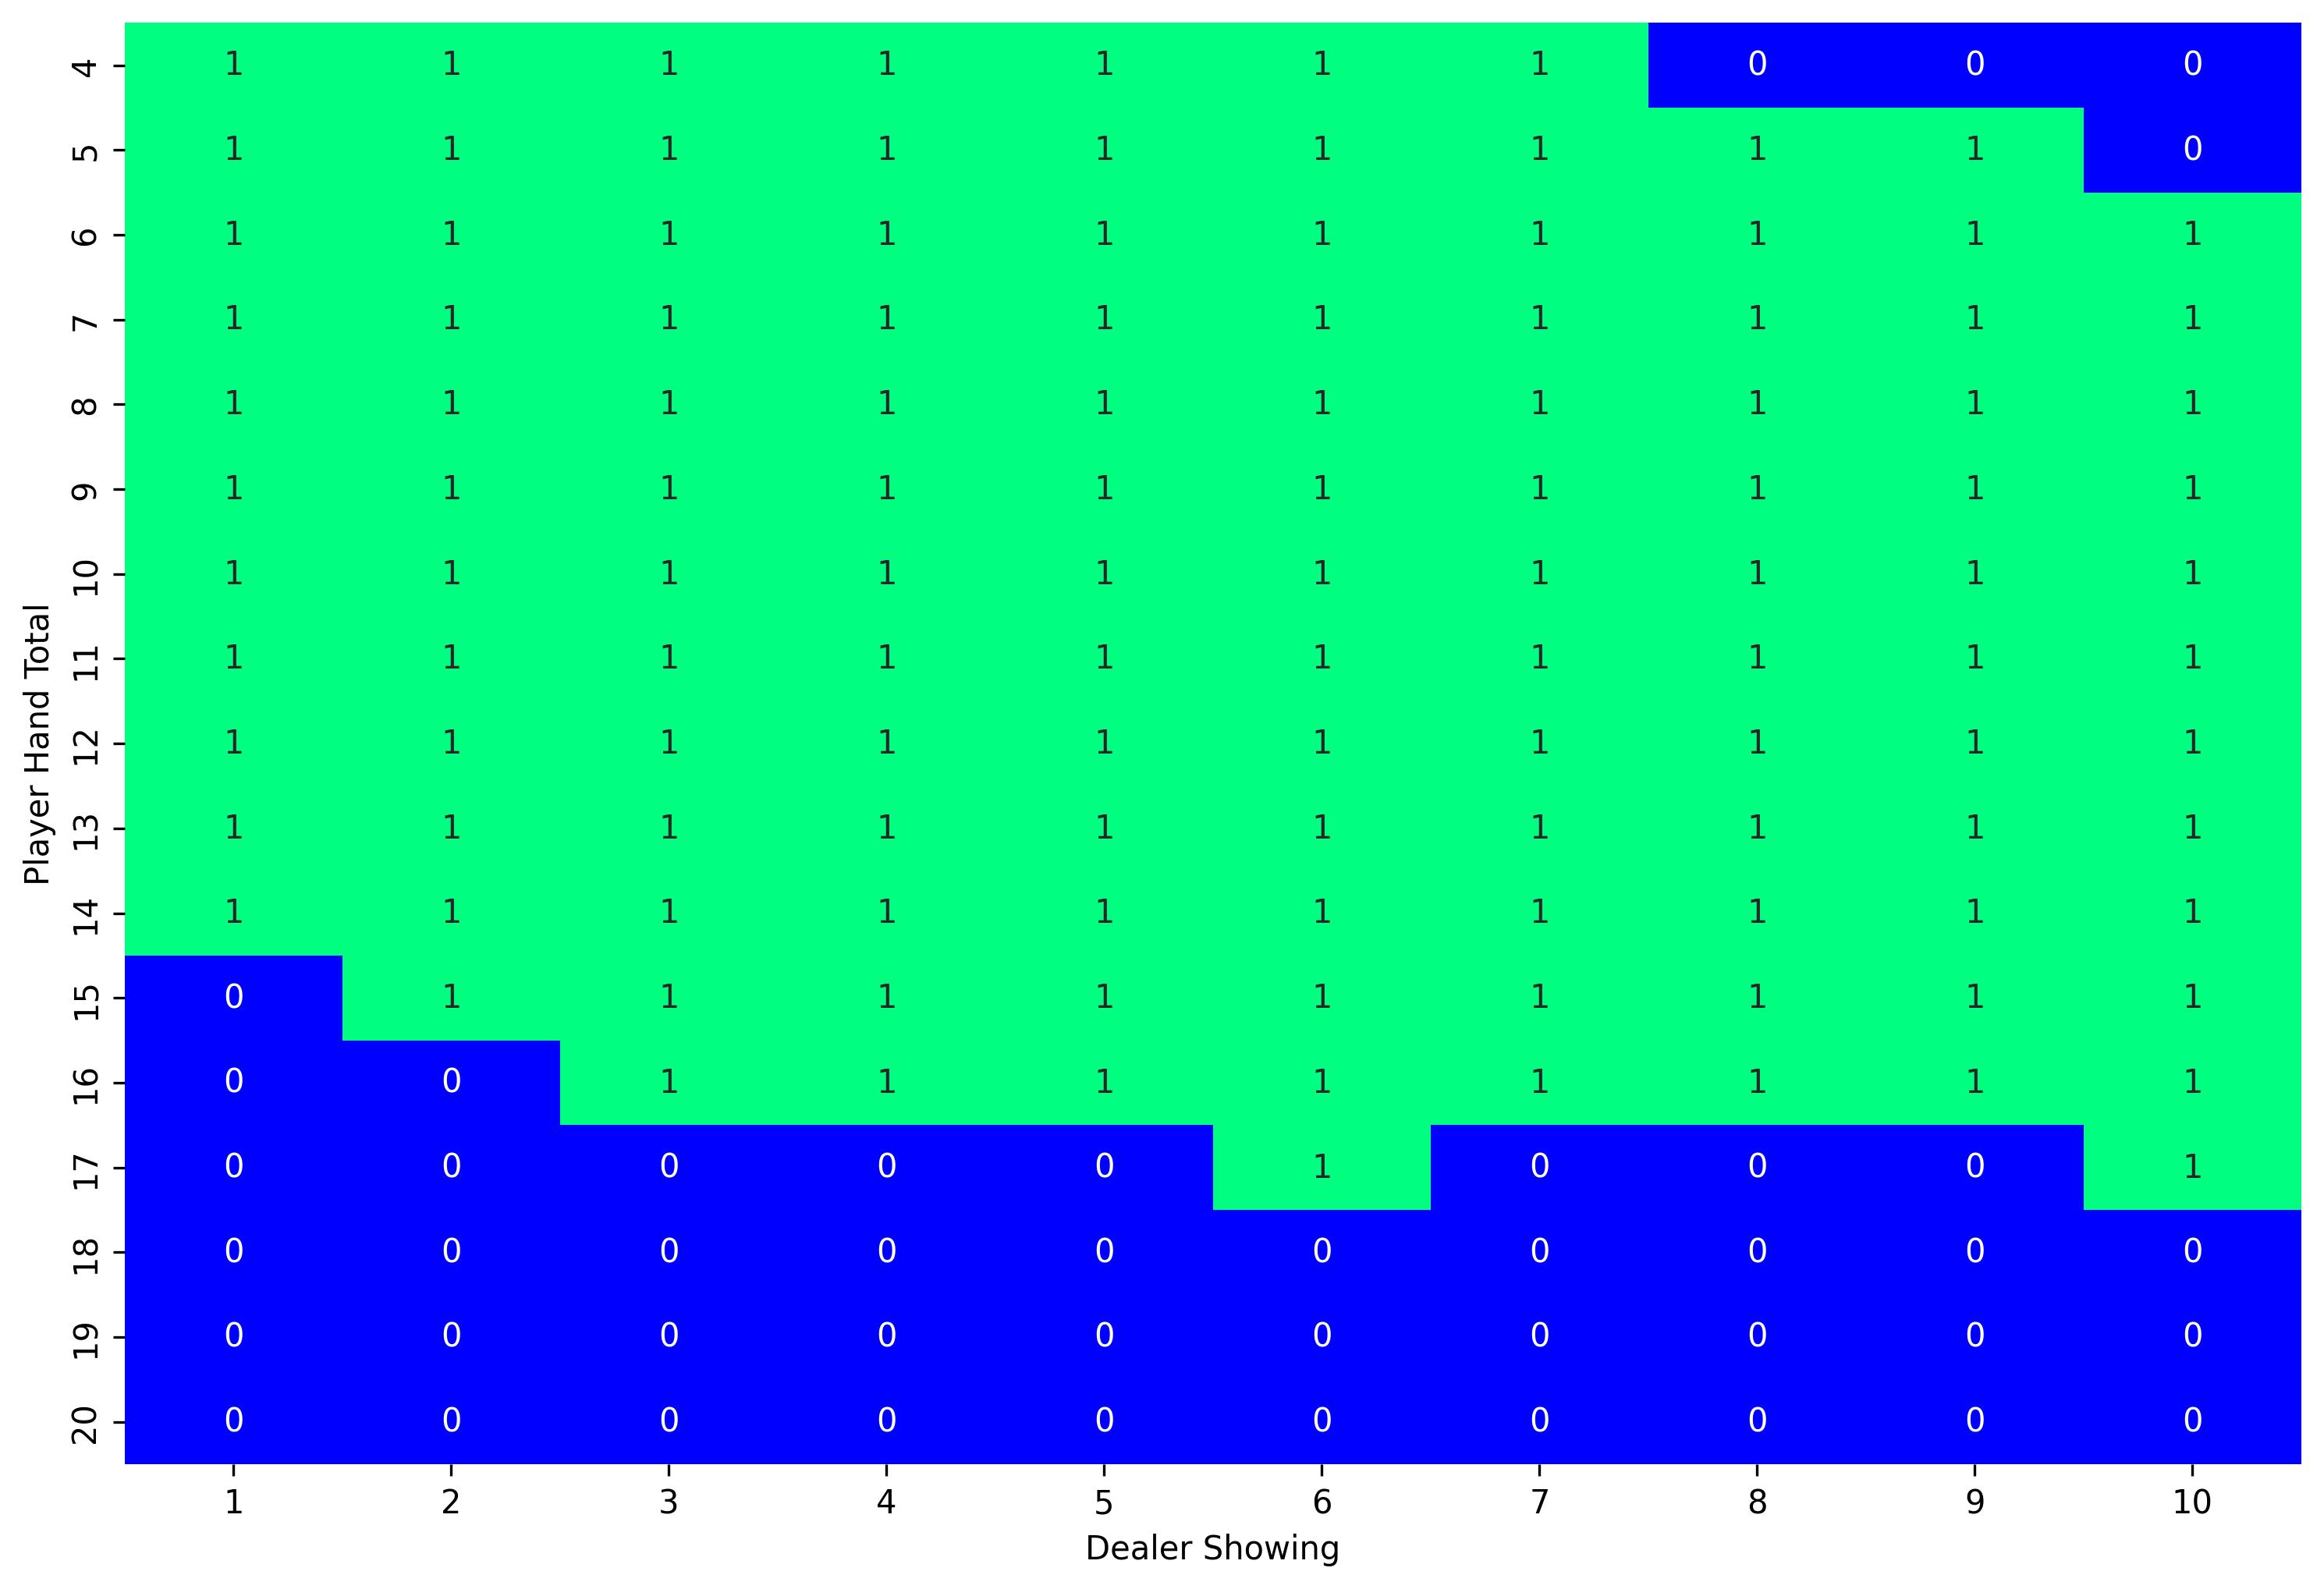 Player Hand Total
4 1 1 1 1 1 1 1 0 0 0
5 1 1 1 1 1 1 1 1 1 0
6 1 1 1 1 1 1 1 1 1 1
7 1 1 1 1 1 1 1 1 1 1
8 1 1 1 1 1 1 1 1 1 1
9 1 1 1 1 1 1 1 1 1 1
10 1 1 1 1 1 1 1 1 1 1
11 1 1 1 1 1 1 1 1 1 1
12 1 1 1 1 1 1 1 1 1 1
13 1 1 1 1 1 1 1 1 1 1
14 1 1 1 1 1 1 1 1 1 1
15 0 1 1 1 1 1 1 1 1 1
16 0 0 1 1 1 1 1 1 1 1
17 0 0 0 0 0 1 0 0 0 1
18 0 0 0 0 0 0 0 0 0 0
19 0 0 0 0 0 0 0 0 0 0
20 0 0 0 0 0 0 0 0 0 0
1 2 3 4 5 6 7 8 9 10
Dealer Showing